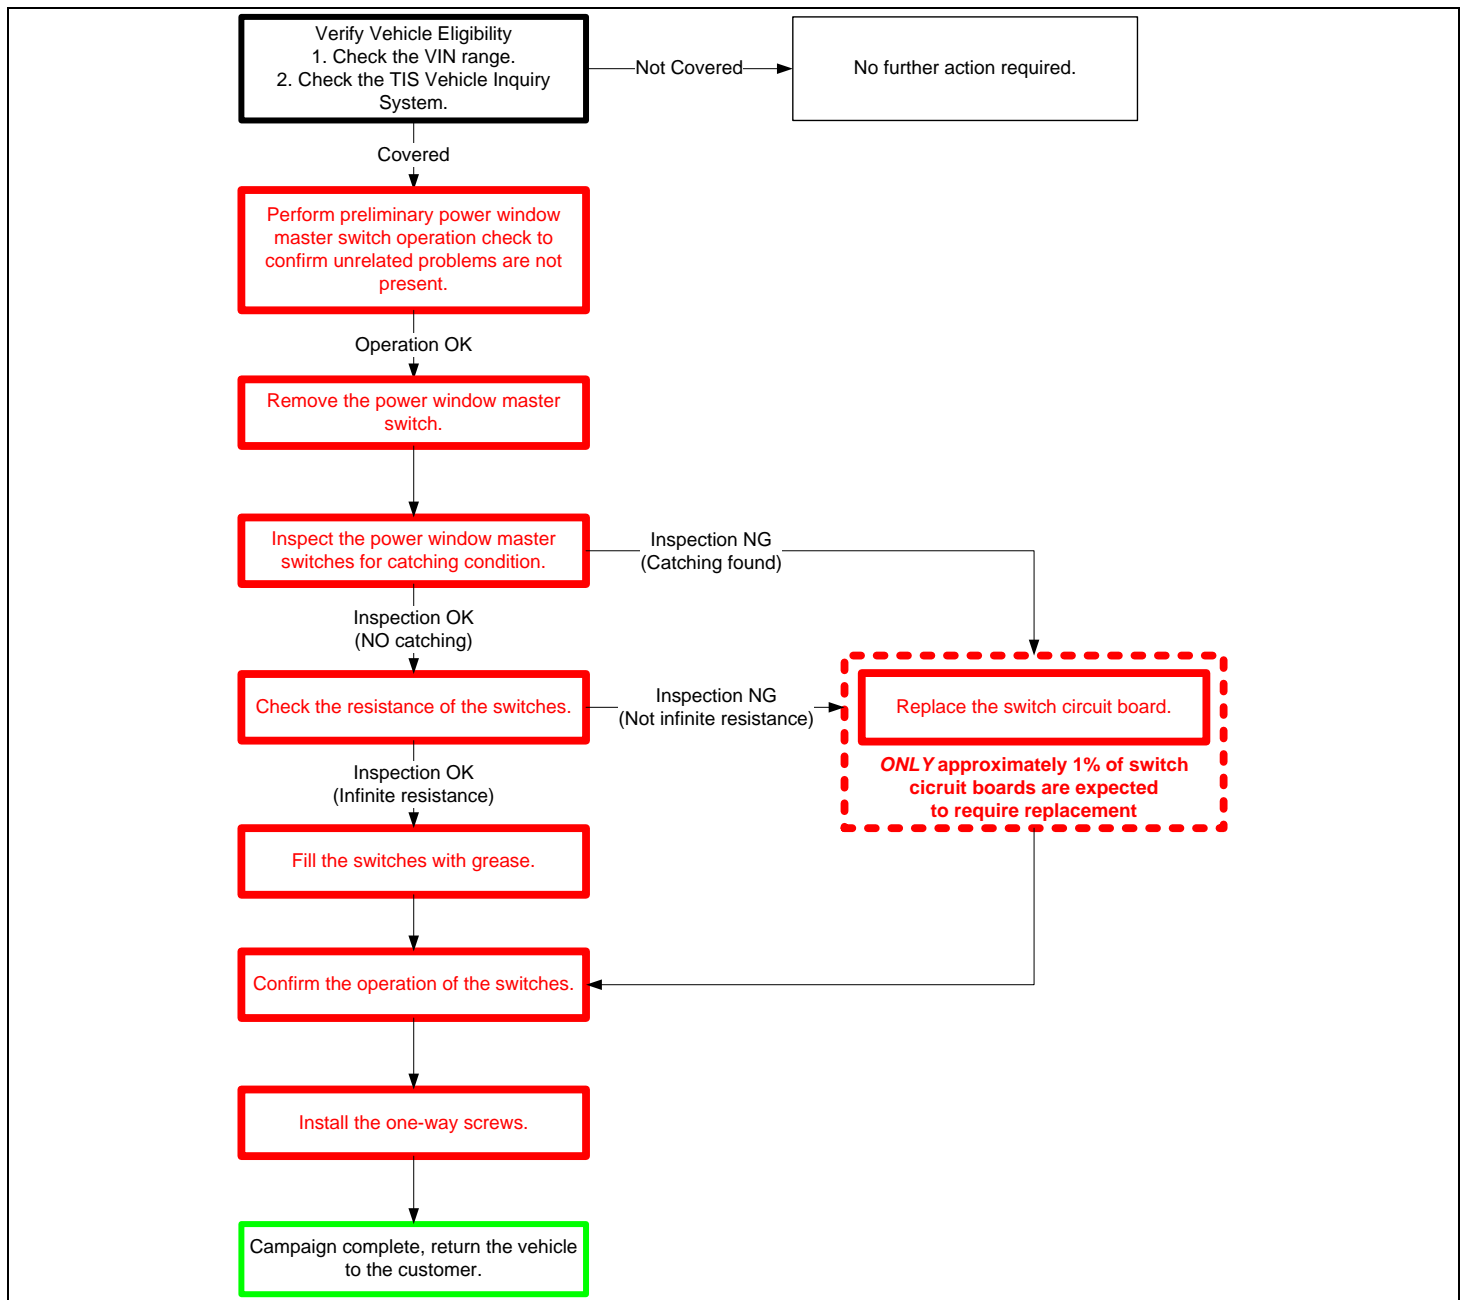 Verify Vehicle Eligibility
1. Check the VIN range.
2. Check the TIS Vehicle Inquiry
System.
Not Covered
No further action required.
Covered
Perform preliminary power window
master switch operation check to
confirm unrelated problems are not
present.
Operation OK
Remove the power window master
switch.
Inspect the power window master
switches for catching condition.
Inspection NG
(Catching found)
Inspection OK
(NO catching)
Check the resistance of the switches.
Inspection NG
(Not infinite resistance)
Replace the switch circuit board.
ONLY approximately 1% of switch
cicruit boards are expected
to require replacement
Inspection OK
(Infinite resistance)
Fill the switches with grease.
Confirm the operation of the switches.
Install the one-way screws.
Campaign complete, return the vehicle
to the customer.